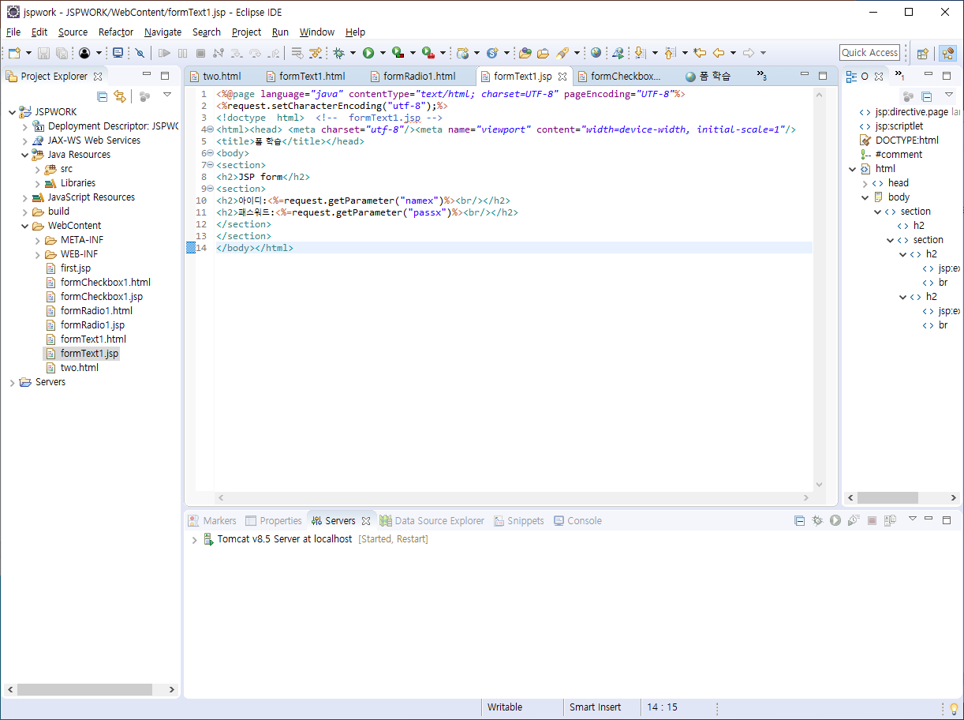 jspwork - JSPWORK/WebContent/formText1.jsp - Eclipse IDE
File Edit Source Refactor Navigate Search Project Run Window Help
Quick Access
Project Explorer
two.html formText1.html formRadio1.html formText1.jsp formCheckbox... 폼 학습 »3
O »1
JSPWORK
Deployment Descriptor: JSPWC
JAX-WS Web Services
Java Resources
src
Libraries
JavaScript Resources
build
WebContent
META-INF
WEB-INF
first.jsp
formCheckbox1.html
formCheckbox1.jsp
formRadio1.html
formRadio1.jsp
formText1.html
formText1.jsp
two.html
Servers
1 <%@page language="java" contentType="text/html; charset=UTF-8" pageEncoding="UTF-8"%>
2 <%request.setCharacterEncoding("utf-8");%>
3 <!doctype html> <!-- formText1.jsp -->
4 <html><head> <meta charset="utf-8"/><meta name="viewport" content="width=device-width, initial-scale=1"/>
5 <title>폼 학습</title></head>
6 <body>
7 <section>
8 <h2>JSP form</h2>
9 <section>
10 <h2>아이디:<%=request.getParameter("namex")%><br/></h2>
11 <h2>패스워드:<%=request.getParameter("passx")%><br/></h2>
12 </section>
13 </section>
14 </body></html>
jsp:directive.page lan
jsp:scriptlet
DOCTYPE:html
#comment
html
head
body
section
h2
section
h2
jsp:ex
br
h2
jsp:ex
br
Markers Properties Servers Data Source Explorer Snippets Console
Tomcat v8.5 Server at localhost [Started, Restart]
Writable Smart Insert 14 : 15